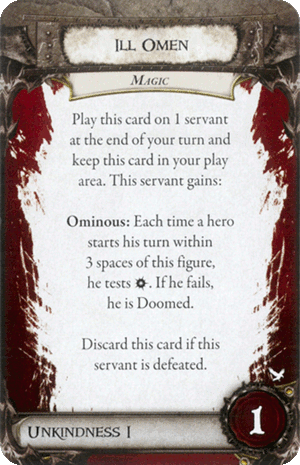 Ill Omen
Magic
Play this card on 1 servant
at the end of your turn and
keep this card in your play
area. This servant gains:
Ominous: Each time a hero
starts his turn within
3 spaces of this figure,
he tests . If he fails,
he is Doomed.
Discard this card if this
servant is defeated.
Unkindness I
1